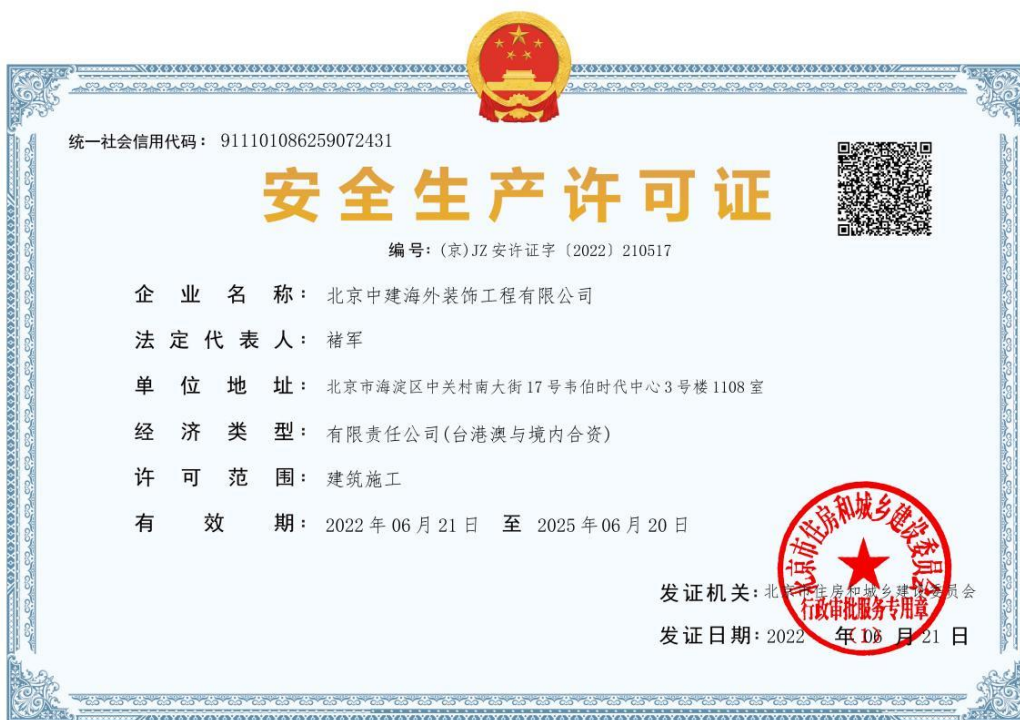 统一社会信用代码： 911101086259072431
安全生产许可证
编号：(京)JZ安许证字〔2022〕210517
企业名称： 北京中建海外装饰工程有限公司
法定代表人： 褚军
单位地址： 北京市海淀区中关村南大街17号韦伯时代中心3号楼1108室
经济类型： 有限责任公司(台港澳与境内合资)
许可范围： 建筑施工
有效期： 2022年06月21日 至 2025年06月20日
发证机关：北京市住房和城乡建设委员会
发证日期：2022 年 06 月 21 日
北京市住房和城乡建设委员会
行政审批服务专用章
(1)